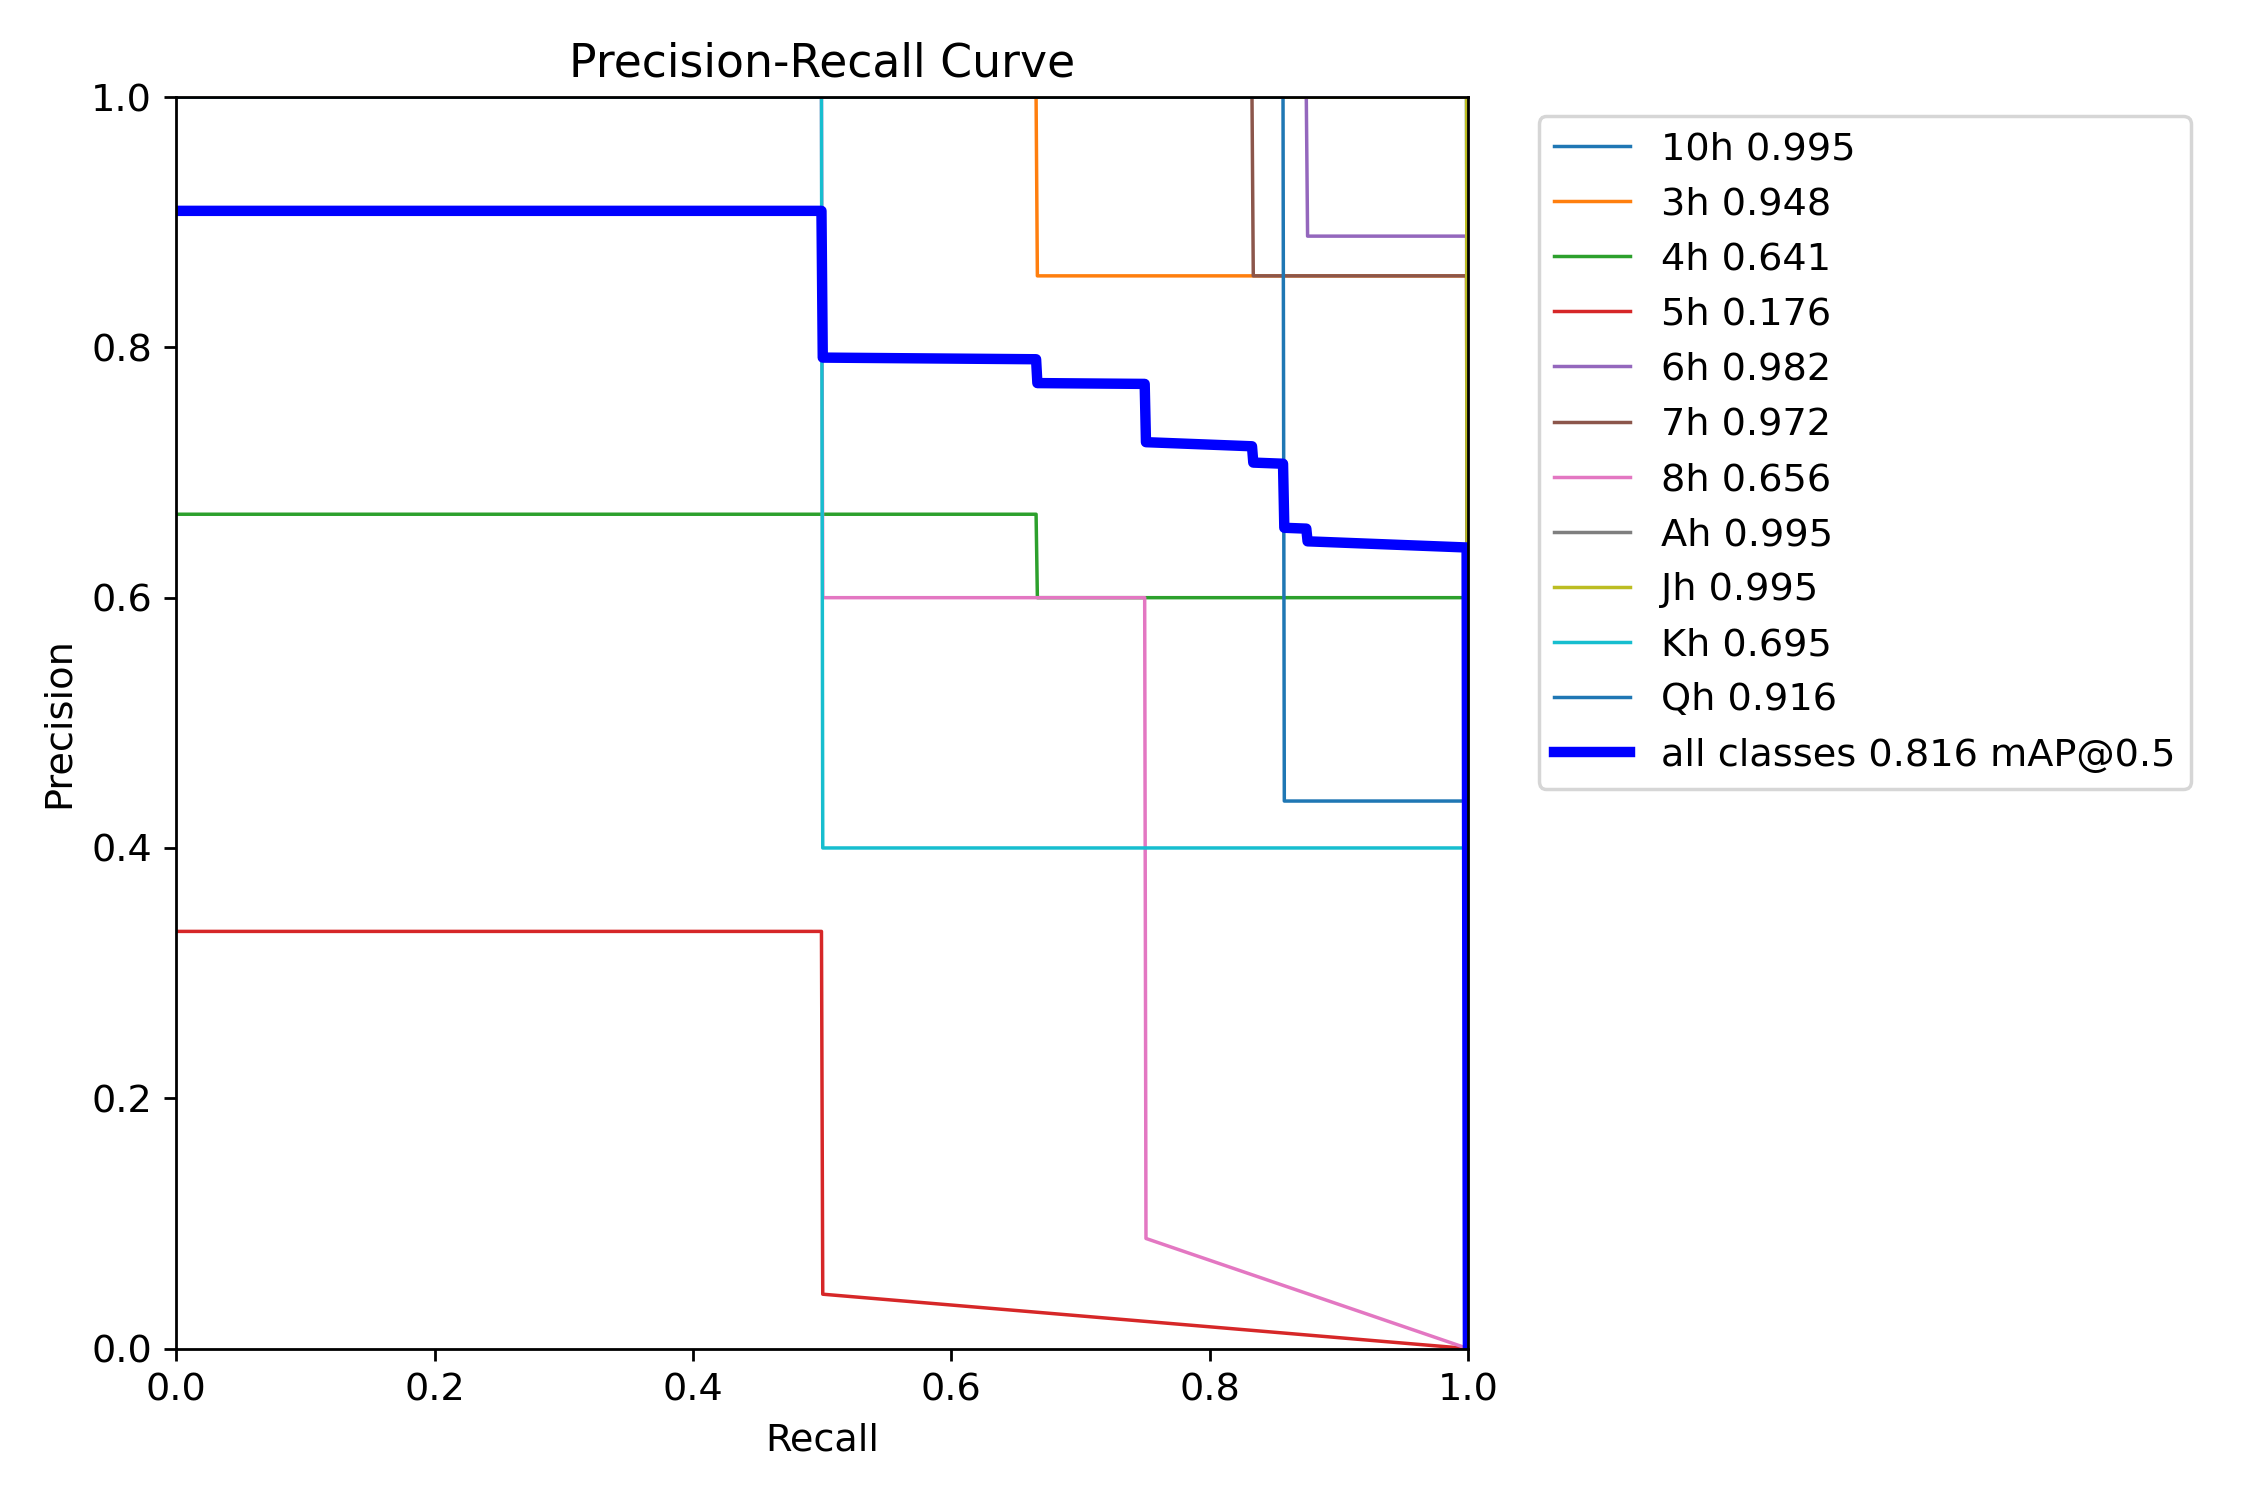 Precision-Recall Curve
1.0
0.8
0.6
0.4
0.2
0.0
Precision
0.0 0.2 0.4 0.6 0.8 1.0
Recall
10h 0.995
3h 0.948
4h 0.641
5h 0.176
6h 0.982
7h 0.972
8h 0.656
Ah 0.995
Jh 0.995
Kh 0.695
Qh 0.916
all classes 0.816 mAP@0.5